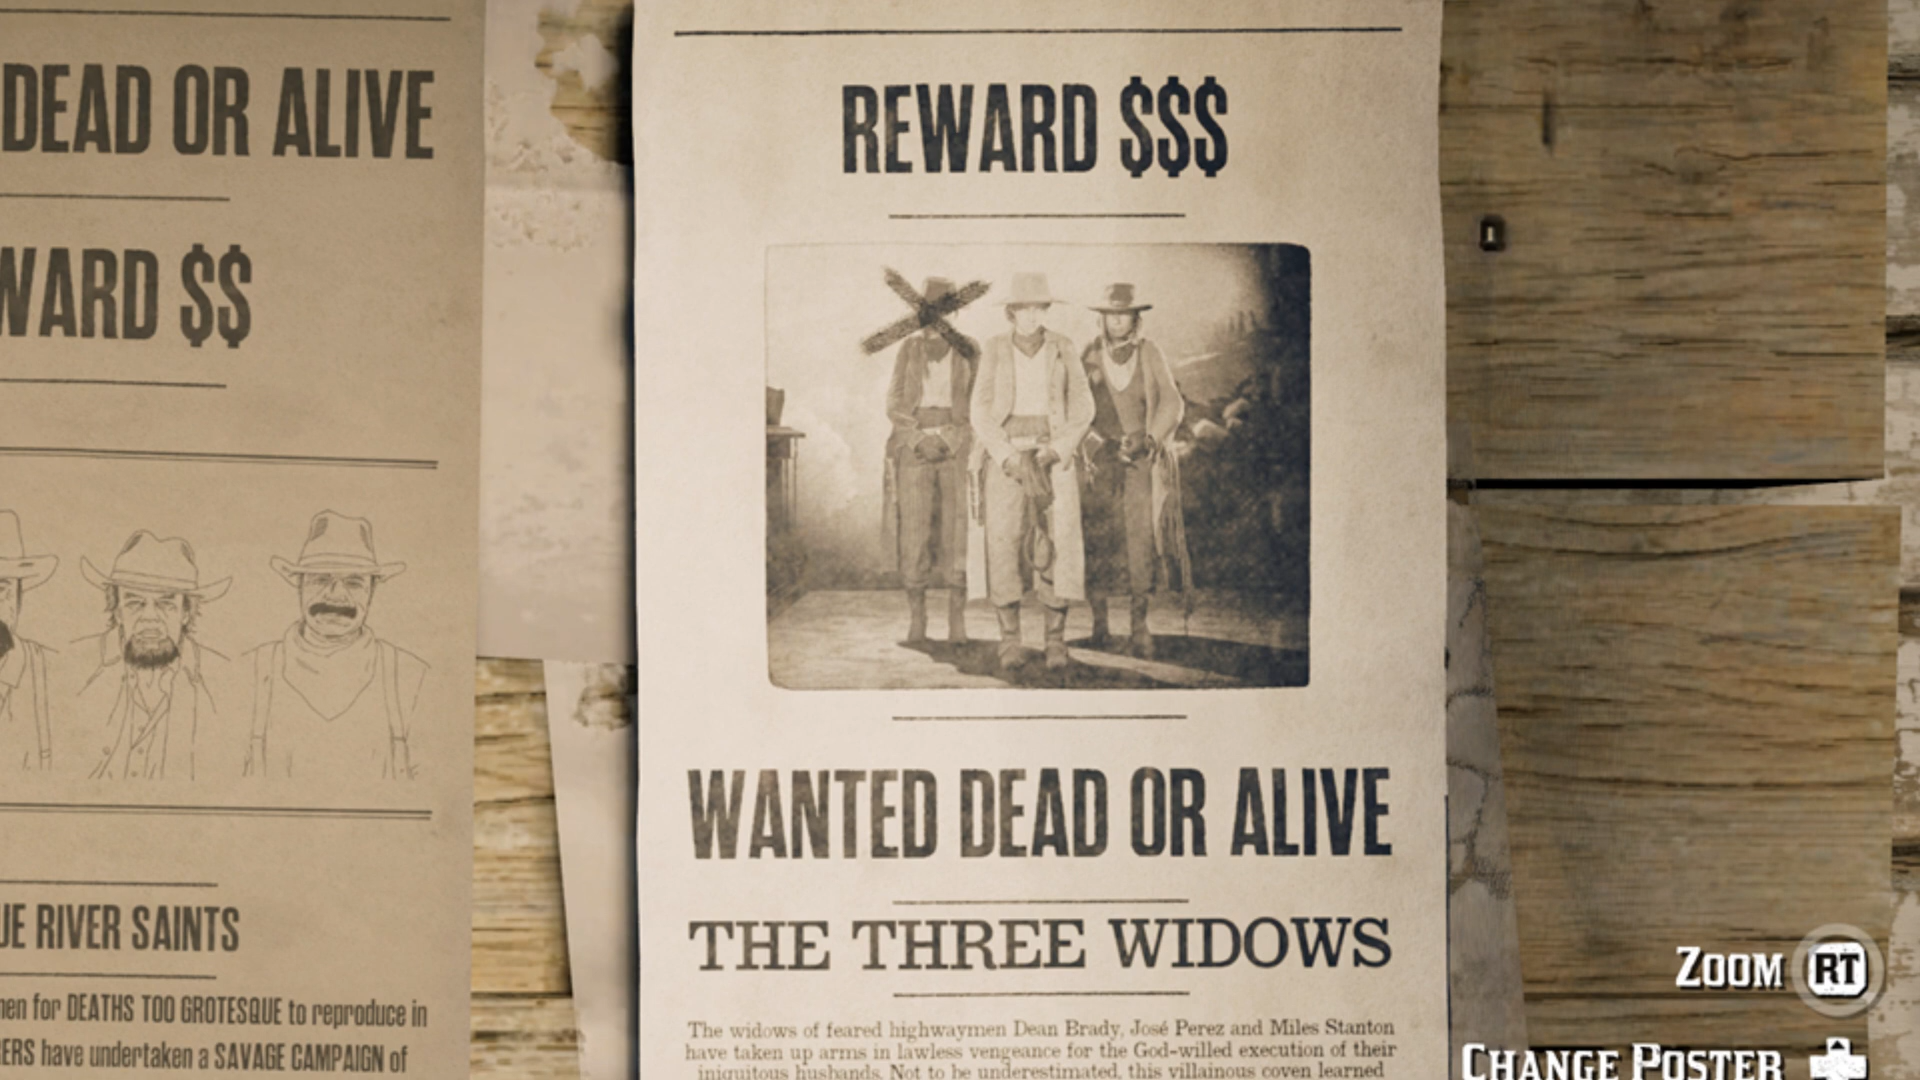 DEAD OR ALIVE
WARD $$
UE RIVER SAINTS
men for DEATHS TOO GROTESQUE to reproduce in
ERS have undertaken a SAVAGE CAMPAIGN of
REWARD $$$
WANTED DEAD OR ALIVE
THE THREE WIDOWS
The widows of feared highwaymen Dean Brady, José Perez and Miles Stanton
have taken up arms in lawless vengeance for the God-willed execution of their
iniquitous husbands. Not to be underestimated, this villainous coven learned
ZOOM RT
CHANGE POSTER